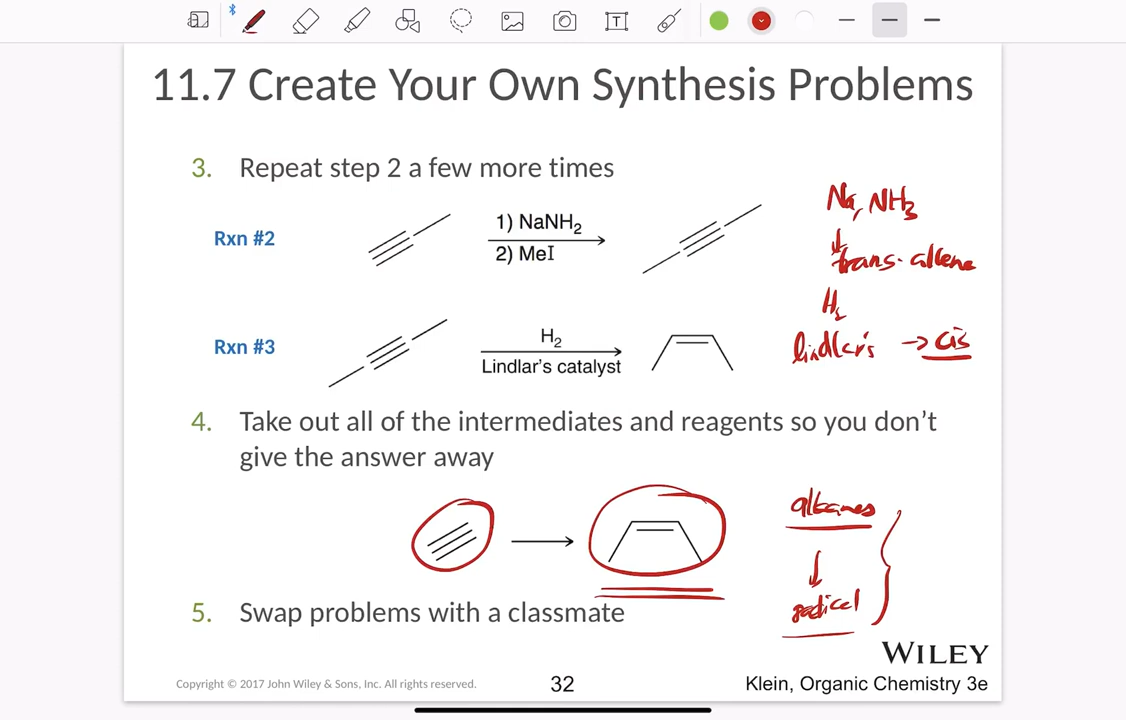 T
11.7 Create Your Own Synthesis Problems
3. Repeat step 2 a few more times
Rxn #2
1) NaNH2
2) MeI
Na, NH3
trans-alkene
Rxn #3
H2
Lindlar's catalyst
H2
lindlar's → cis
4. Take out all of the intermediates and reagents so you don't
give the answer away
alkanes
radical
5. Swap problems with a classmate
WILEY
Copyright © 2017 John Wiley & Sons, Inc. All rights reserved.
32
Klein, Organic Chemistry 3e